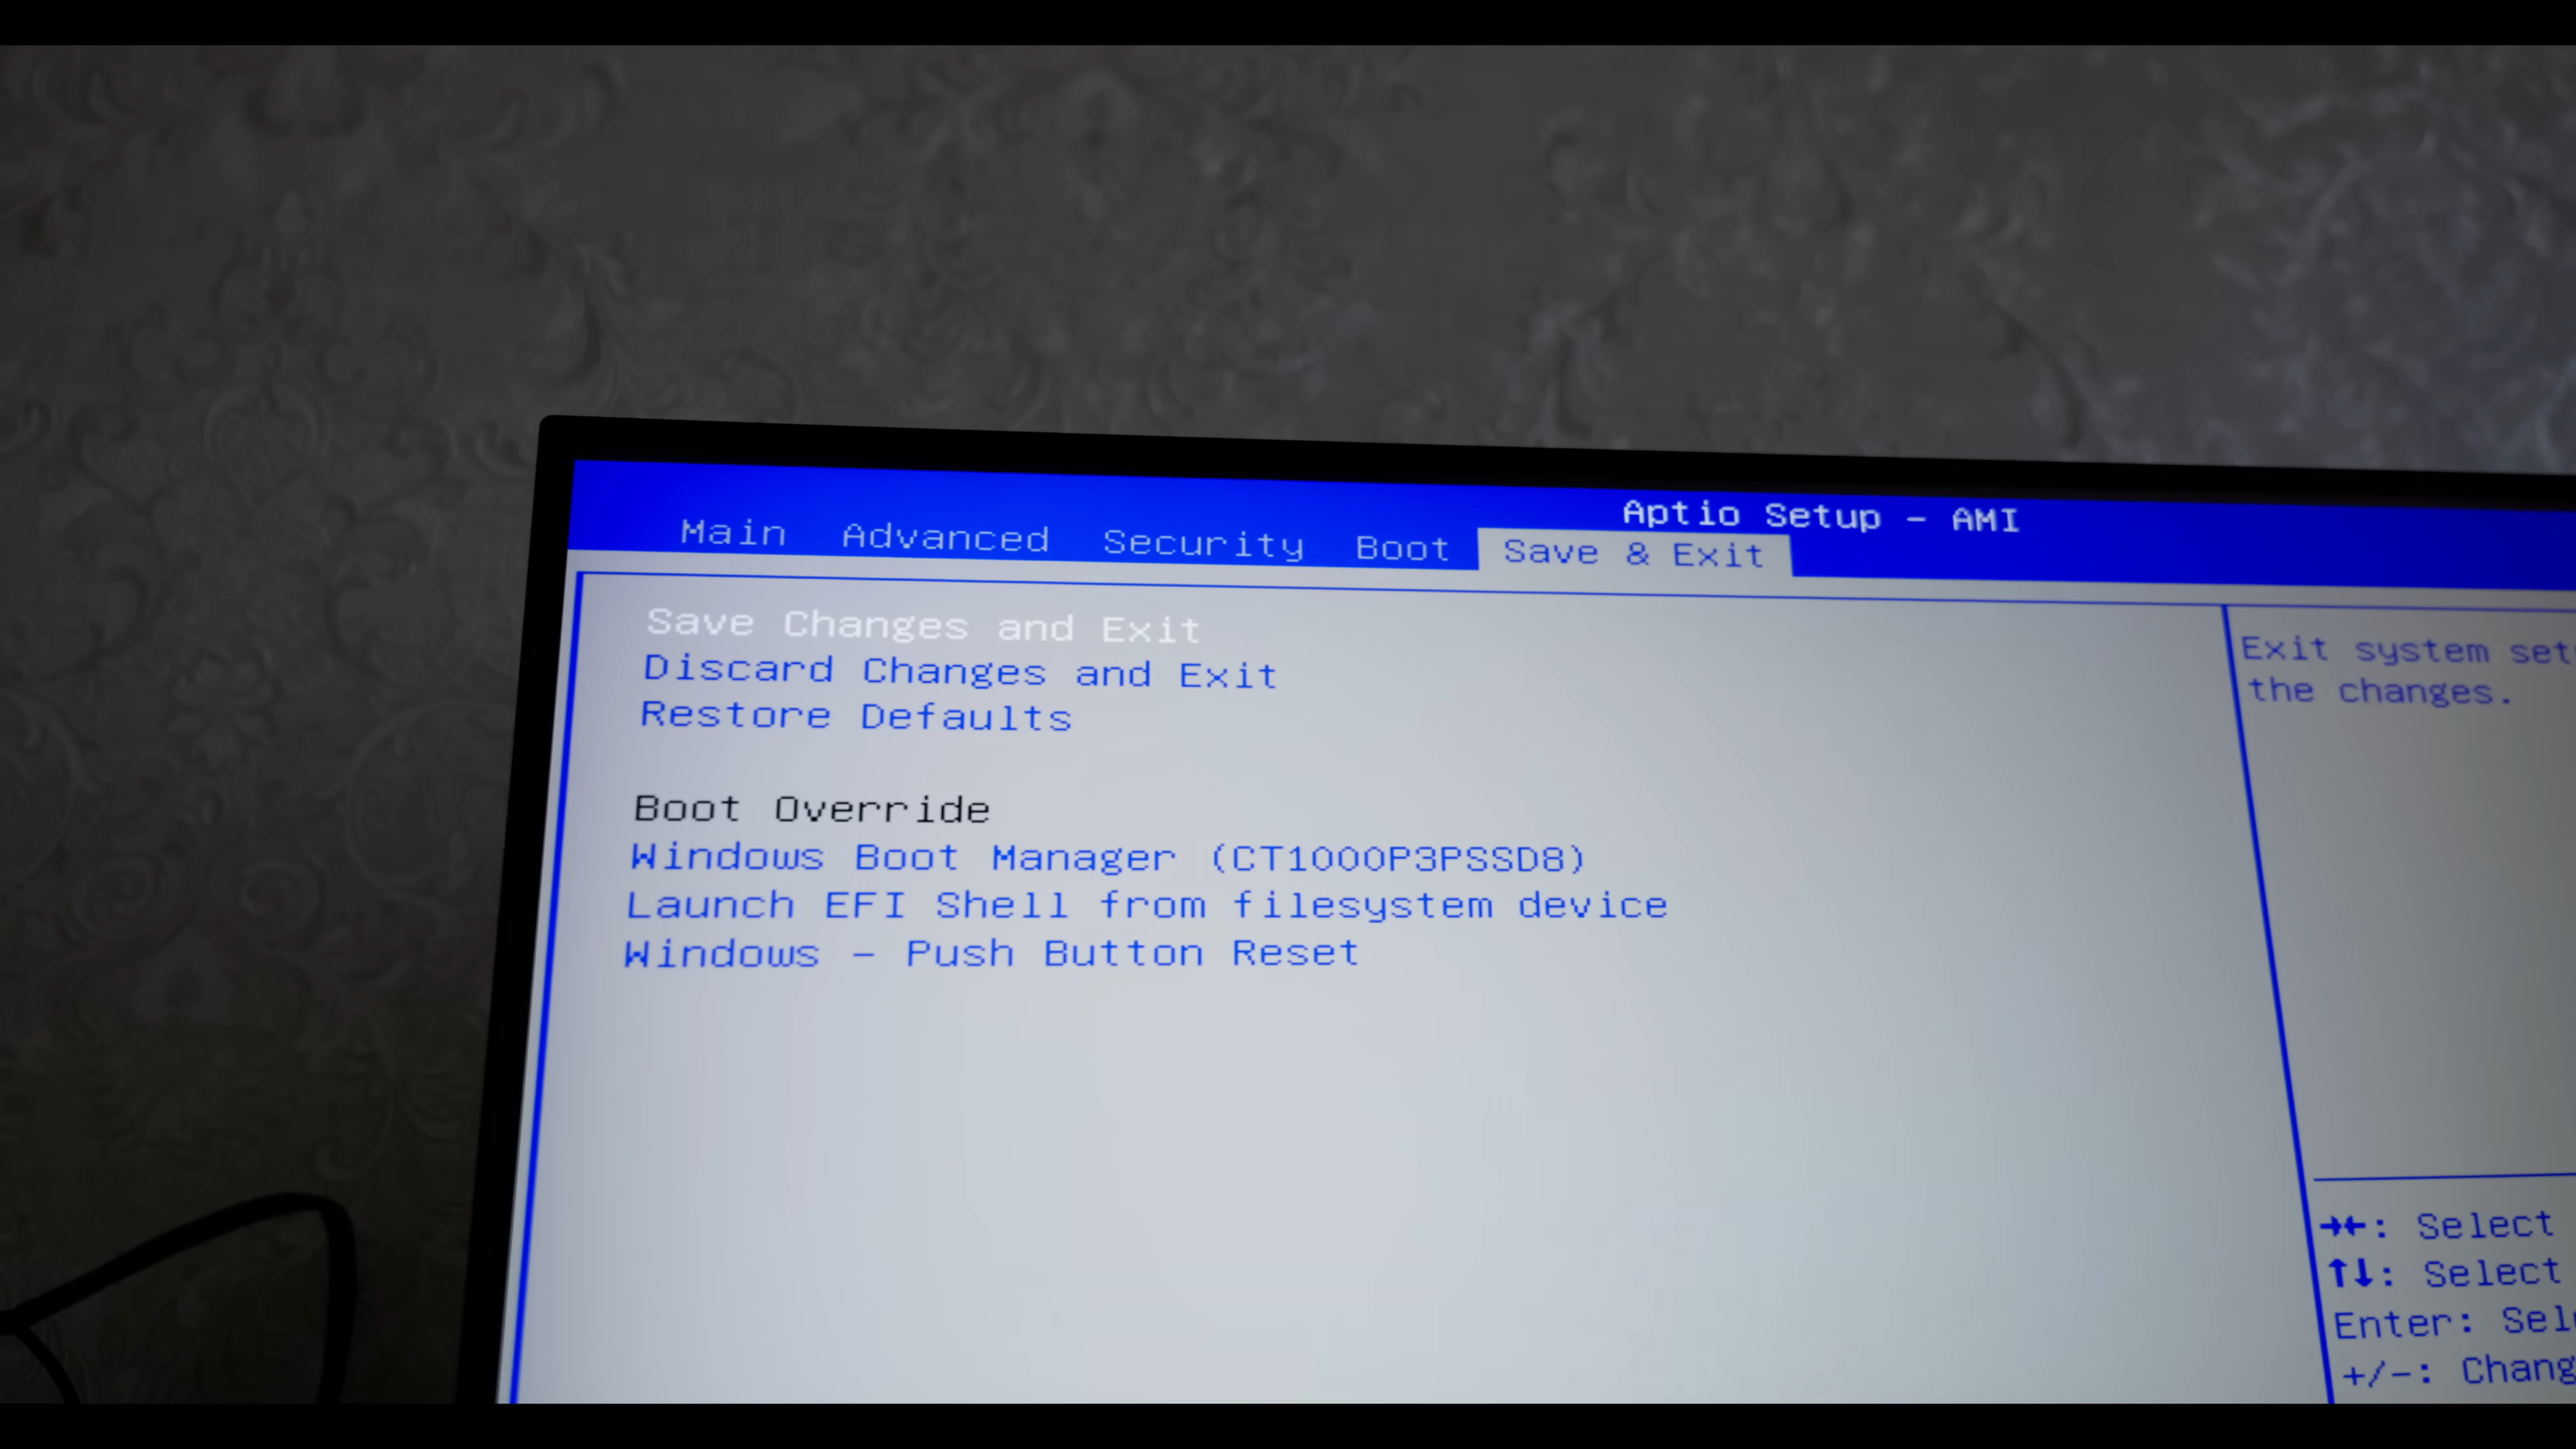 Aptio Setup - AMI
Main Advanced Security Boot Save & Exit
Save Changes and Exit
Discard Changes and Exit
Restore Defaults
Boot Override
Windows Boot Manager (CT1000P3PSSD8)
Launch EFI Shell from filesystem device
Windows - Push Button Reset
Exit system
the changes.
→←: Select
↑↓: Select
Enter:
+/-: